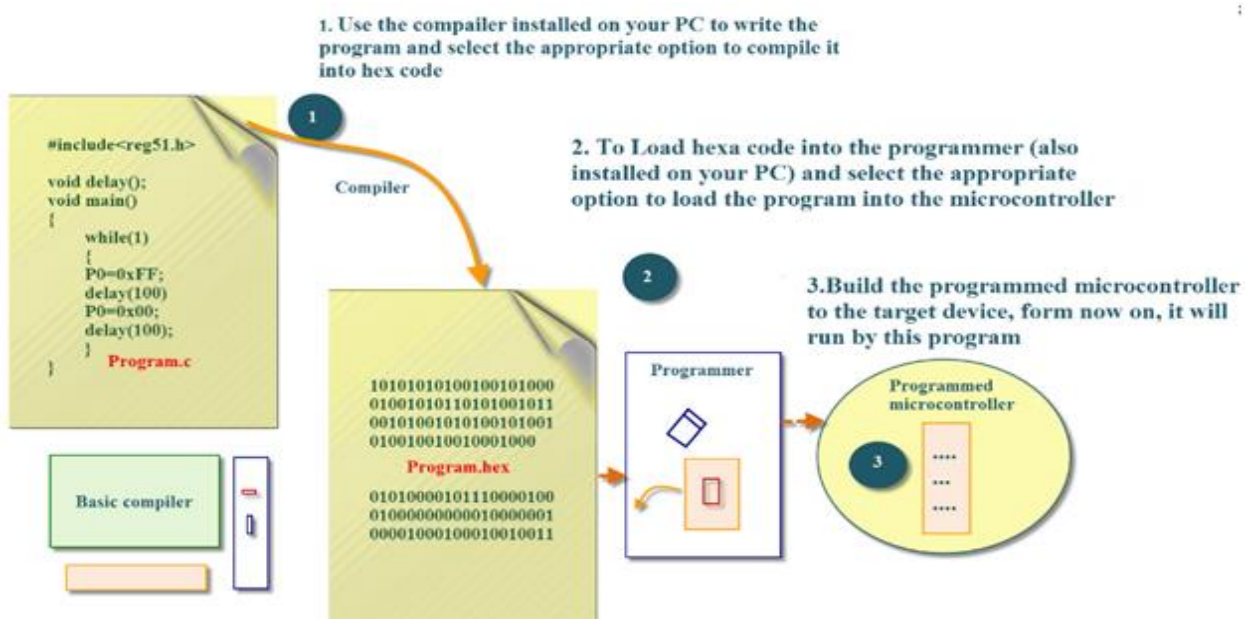 1. Use the compailer installed on your PC to write the
program and select the appropriate option to compile it
into hex code
1
#include<reg51.h>
void delay();
void main()
{
while(1)
{
P0=0xFF;
delay(100)
P0=0x00;
delay(100);
}
Program.c
}
Compiler
2. To Load hexa code into the programmer (also
installed on your PC) and select the appropriate
option to load the program into the microcontroller
2
3.Build the programmed microcontroller
to the target device, form now on, it will
run by this program
10101010100100101000
01001010110101001011
00101001010100101001
010010010010001000
Program.hex
01010000101110000100
01000000000010000001
00001000100010010011
Basic compiler
Programmer
Programmed
microcontroller
3
....
...
....